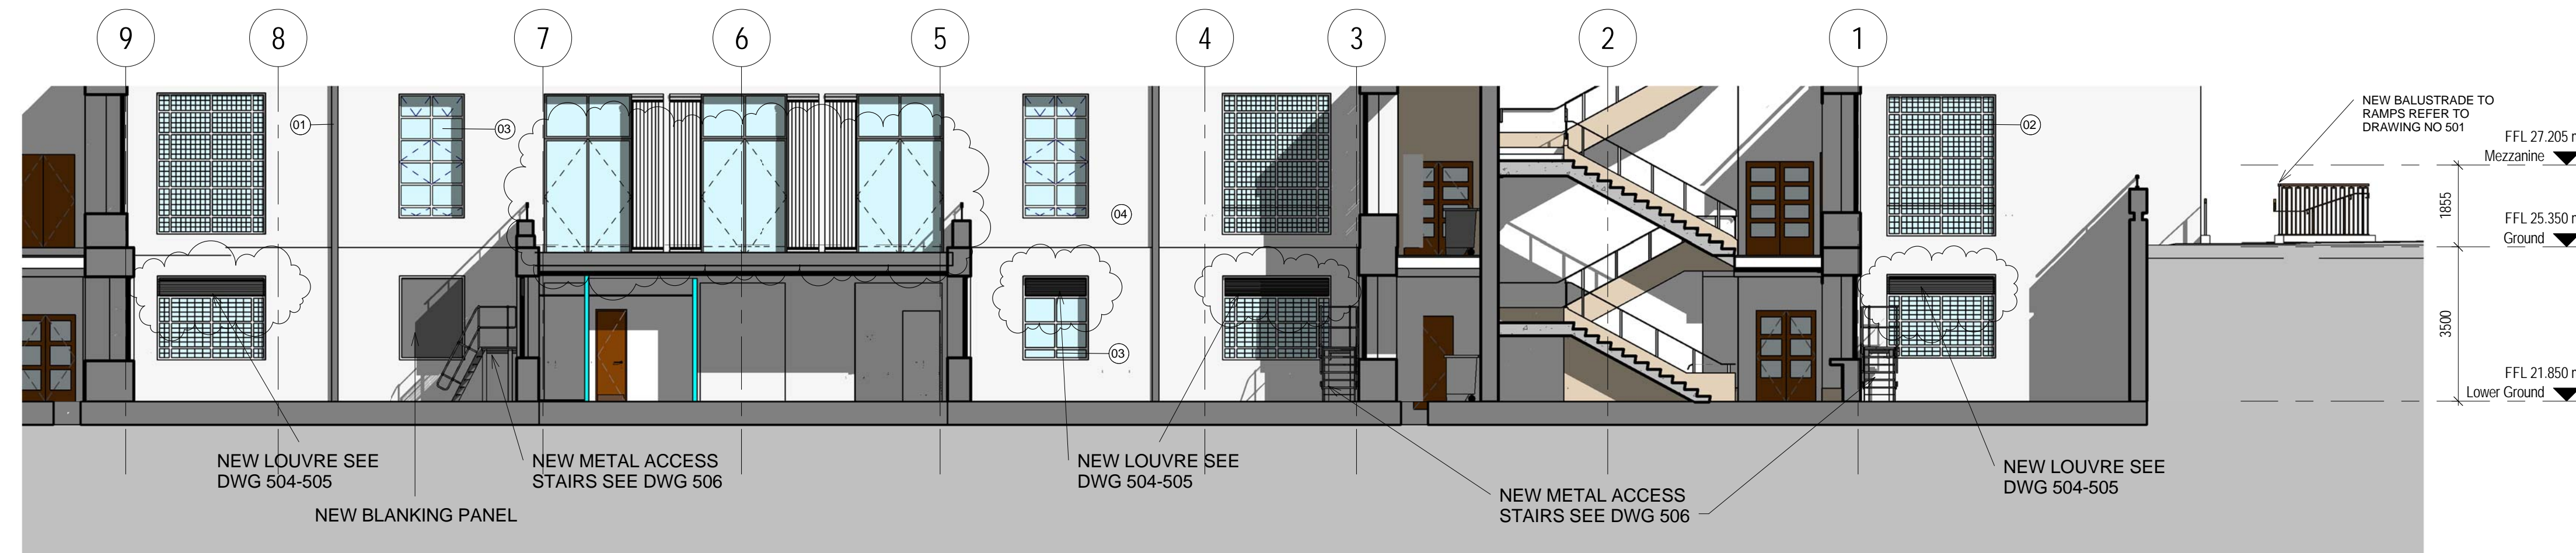 9
8
7
6
5
4
3
2
1
01
03
04
03
02
NEW BALUSTRADE TO
RAMPS REFER TO
DRAWING NO 501
FFL 27.205 m
Mezzanine
1855
FFL 25.350 m
Ground
3500
FFL 21.850 m
Lower Ground
NEW LOUVRE SEE
DWG 504-505
NEW BLANKING PANEL
NEW METAL ACCESS
STAIRS SEE DWG 506
NEW LOUVRE SEE
DWG 504-505
NEW METAL ACCESS
STAIRS SEE DWG 506
NEW LOUVRE SEE
DWG 504-505